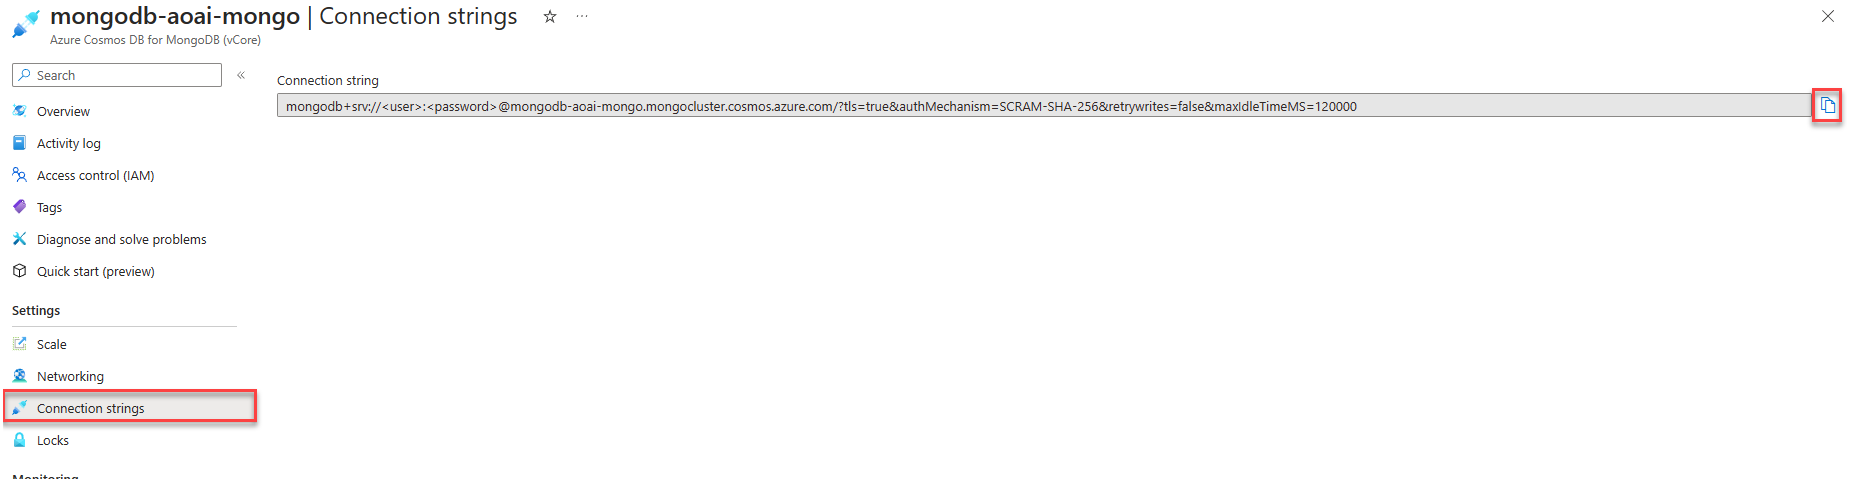 mongodb-aoai-mongo | Connection strings
Azure Cosmos DB for MongoDB (vCore)
Search
Overview
Activity log
Access control (IAM)
Tags
Diagnose and solve problems
Quick start (preview)
Settings
Scale
Networking
Connection strings
Locks
Monitoring
Connection string
mongodb+srv://<user>:<password>@mongodb-aoai-mongo.mongocluster.cosmos.azure.com/?tls=true&authMechanism=SCRAM-SHA-256&retrywrites=false&maxIdleTimeMS=120000